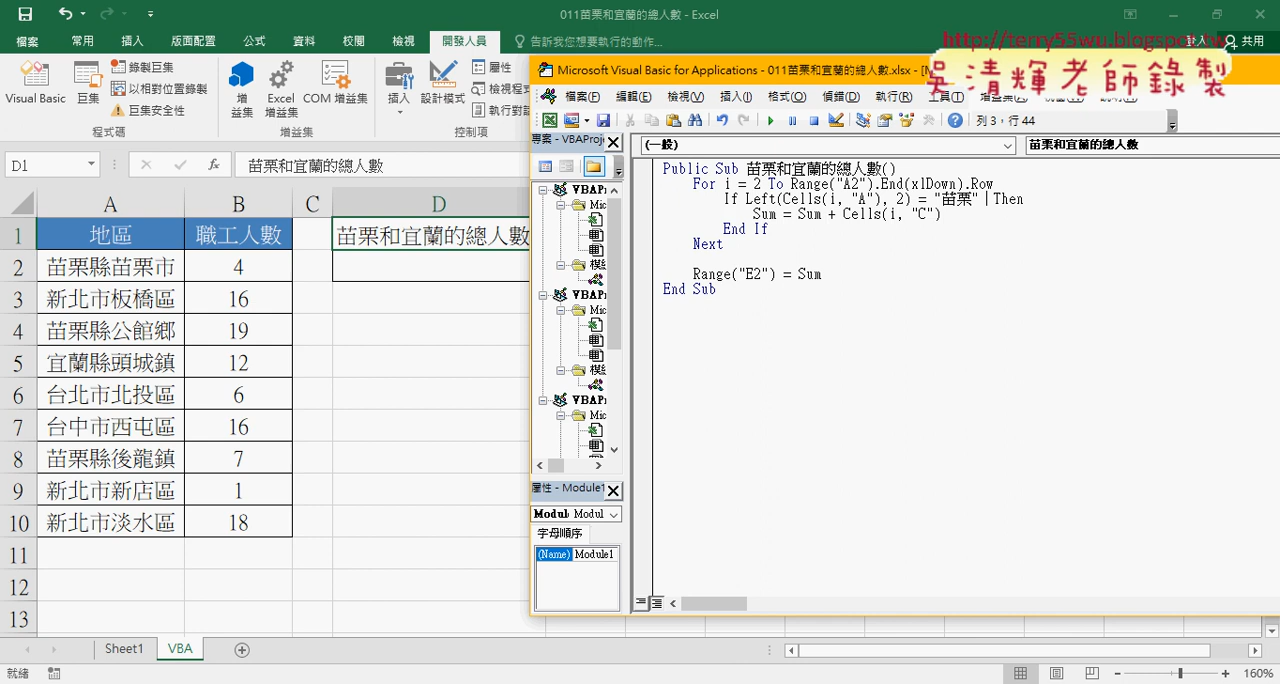 011苗栗和宜蘭的總人數 - Excel
檔案 常用 插入 版面配置 公式 資料 校閱 檢視 開發人員 告訴我您想要執行的動作... 登入 共用
http://terry55wu.blogspot.tw
吳清輝老師錄製
Visual Basic 巨集 錄製巨集 以相對位置錄製 巨集安全性 程式碼
增益集 Excel 增益集 COM 增益集 增益集
插入 設計模式 屬性 檢視程式 執行對話 控制項
Microsoft Visual Basic for Applications - 011苗栗和宜蘭的總人數.xlsx - [M
檔案(F) 編輯(E) 檢視(V) 插入(I) 格式(O) 偵錯(D) 執行(R) 工具(T)
列 3，行 44
D1 fx 苗栗和宜蘭的總人數
專案 - VBAProj
VBAPr
Mic
模組
VBAPr
Mic
模組
VBAPr
Mic
屬性 - Module1
Modul Modul
字母順序
(Name) Module1
(一般) 苗栗和宜蘭的總人數
Public Sub 苗栗和宜蘭的總人數()
For i = 2 To Range("A2").End(xlDown).Row
If Left(Cells(i, "A"), 2) = "苗栗" Then
Sum = Sum + Cells(i, "C")
End If
Next
Range("E2") = Sum
End Sub
A B C D
1 地區 職工人數 苗栗和宜蘭的總人數
2 苗栗縣苗栗市 4
3 新北市板橋區 16
4 苗栗縣公館鄉 19
5 宜蘭縣頭城鎮 12
6 台北市北投區 6
7 台中市西屯區 16
8 苗栗縣後龍鎮 7
9 新北市新店區 1
10 新北市淡水區 18
11
12
13
Sheet1 VBA
就緒 160%